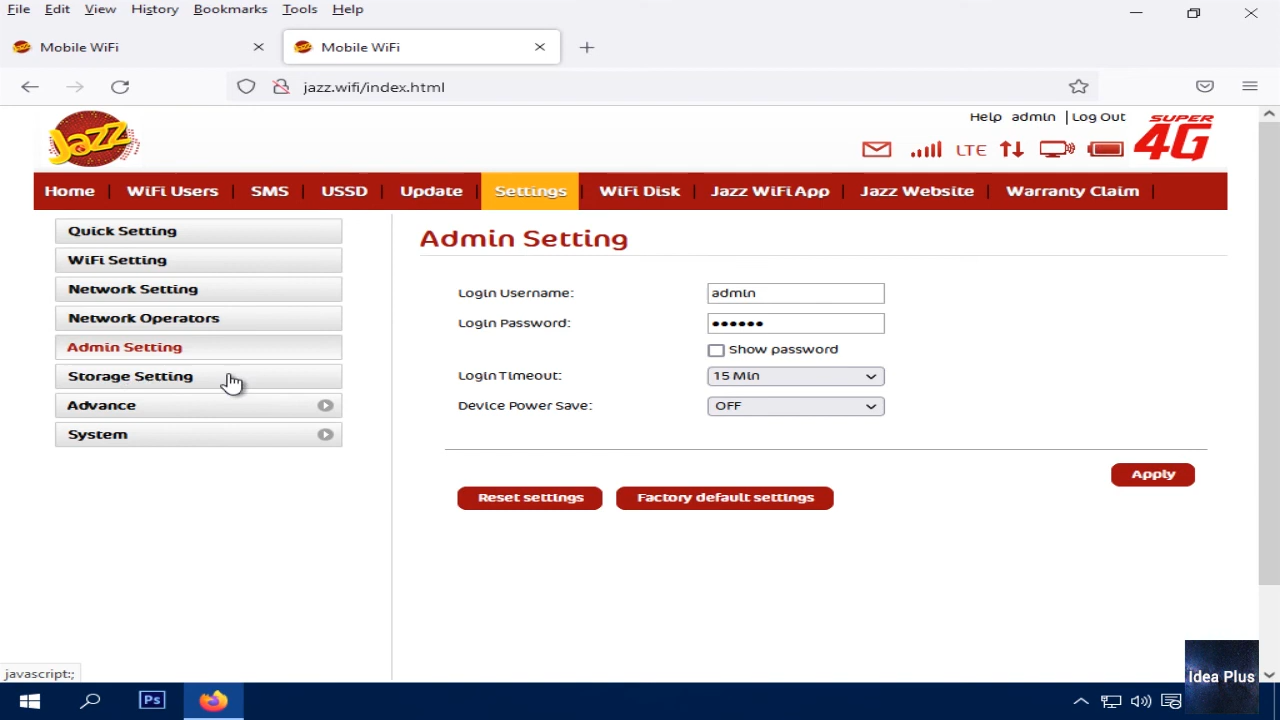 File Edit View History Bookmarks Tools Help
Mobile WiFi
Mobile WiFi
jazz.wifi/index.html
Jazz
Help admin | Log Out
LTE
SUPER 4G
Home WiFi Users SMS USSD Update Settings WiFi Disk Jazz WiFi App Jazz Website Warranty Claim
Quick Setting
WiFi Setting
Network Setting
Network Operators
Admin Setting
Storage Setting
Advance
System
Admin Setting
Login Username: admin
Login Password: ••••••
Show password
Login Timeout: 15 Min
Device Power Save: OFF
Apply
Reset settings Factory default settings
javascript:;
Ps
Idea Plus